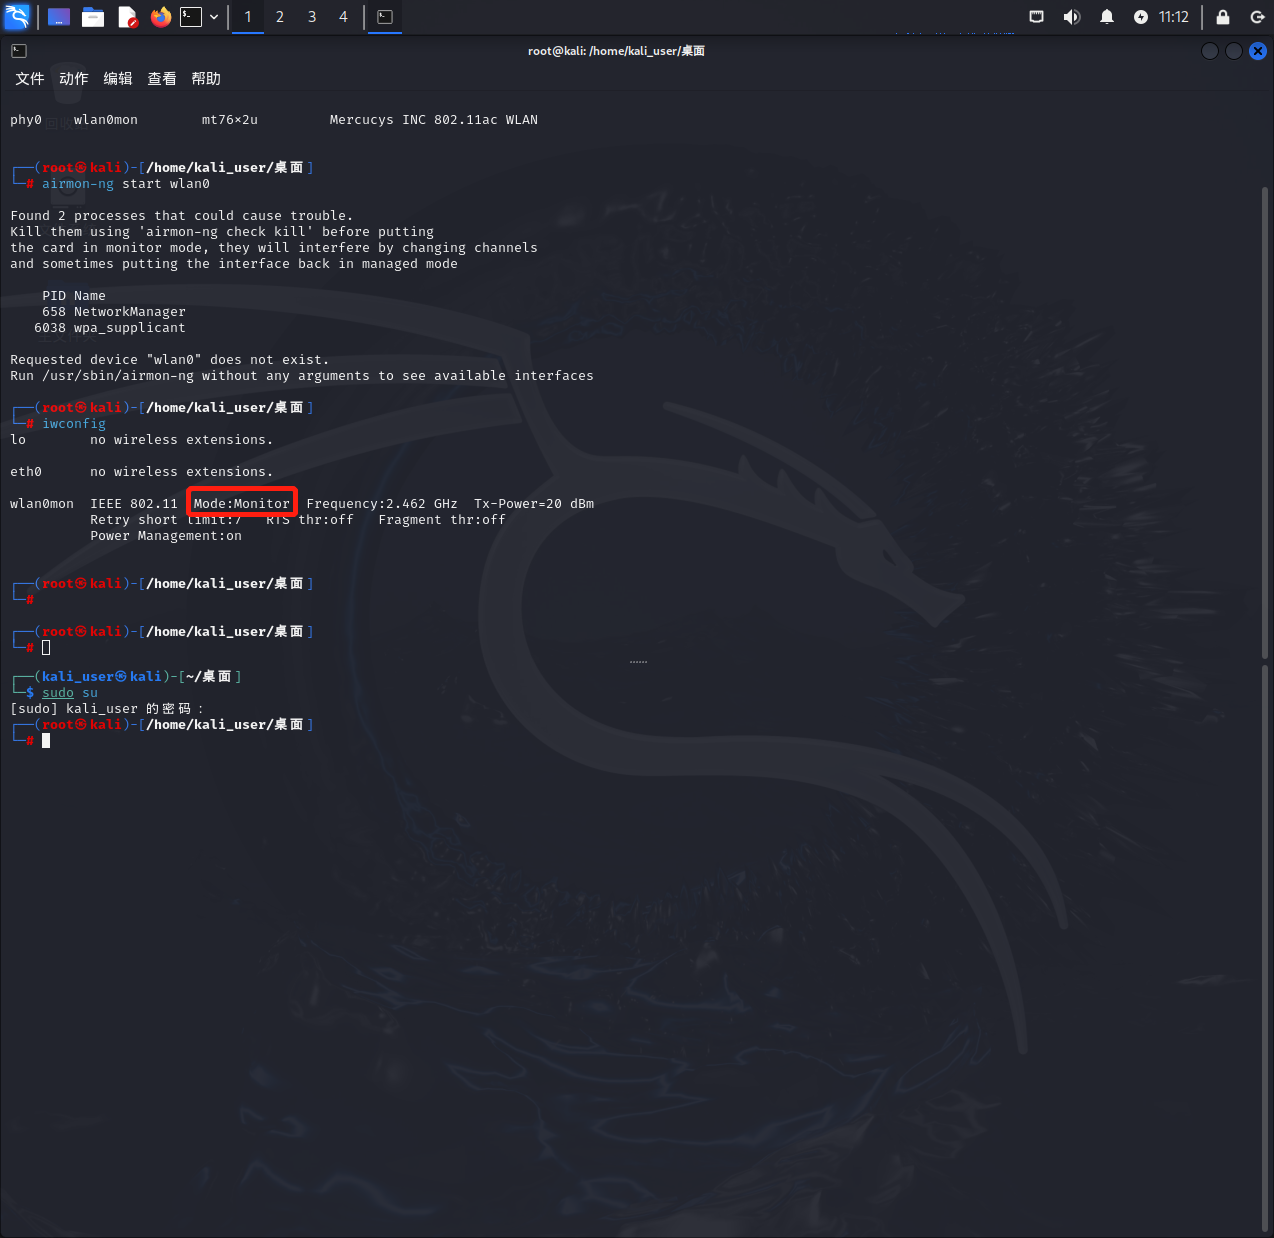 1 2 3 4 11:12
root@kali: /home/kali_user/桌面
文件 动作 编辑 查看 帮助
phy0 wlan0mon mt76x2u Mercucys INC 802.11ac WLAN
┌──(root㉿kali)-[/home/kali_user/桌面]
└─# airmon-ng start wlan0
Found 2 processes that could cause trouble.
Kill them using 'airmon-ng check kill' before putting
the card in monitor mode, they will interfere by changing channels
and sometimes putting the interface back in managed mode
PID Name
658 NetworkManager
6038 wpa_supplicant
Requested device "wlan0" does not exist.
Run /usr/sbin/airmon-ng without any arguments to see available interfaces
┌──(root㉿kali)-[/home/kali_user/桌面]
└─# iwconfig
lo no wireless extensions.
eth0 no wireless extensions.
wlan0mon IEEE 802.11 Mode:Monitor Frequency:2.462 GHz Tx-Power=20 dBm
Retry short limit:7 RTS thr:off Fragment thr:off
Power Management:on
┌──(root㉿kali)-[/home/kali_user/桌面]
└─#
┌──(root㉿kali)-[/home/kali_user/桌面]
└─#
┌──(kali_user㉿kali)-[~/桌面]
└─$ sudo su
[sudo] kali_user 的密码：
┌──(root㉿kali)-[/home/kali_user/桌面]
└─#